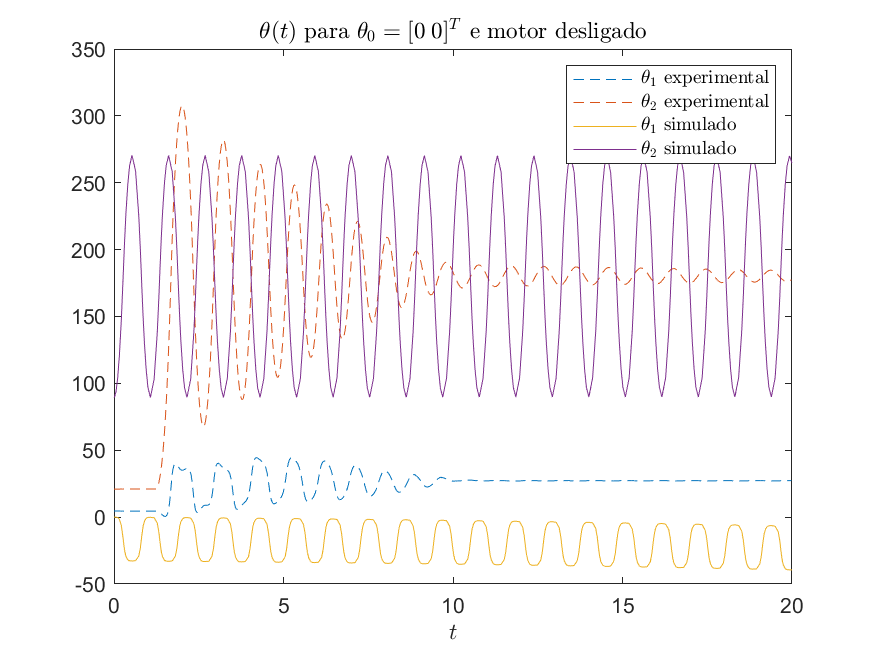 θ(t) para θ₀ = [0 0]ᵀ e motor desligado
350
300
250
200
150
100
50
0
-50
θ₁ experimental
θ₂ experimental
θ₁ simulado
θ₂ simulado
0 5 10 15 20
t